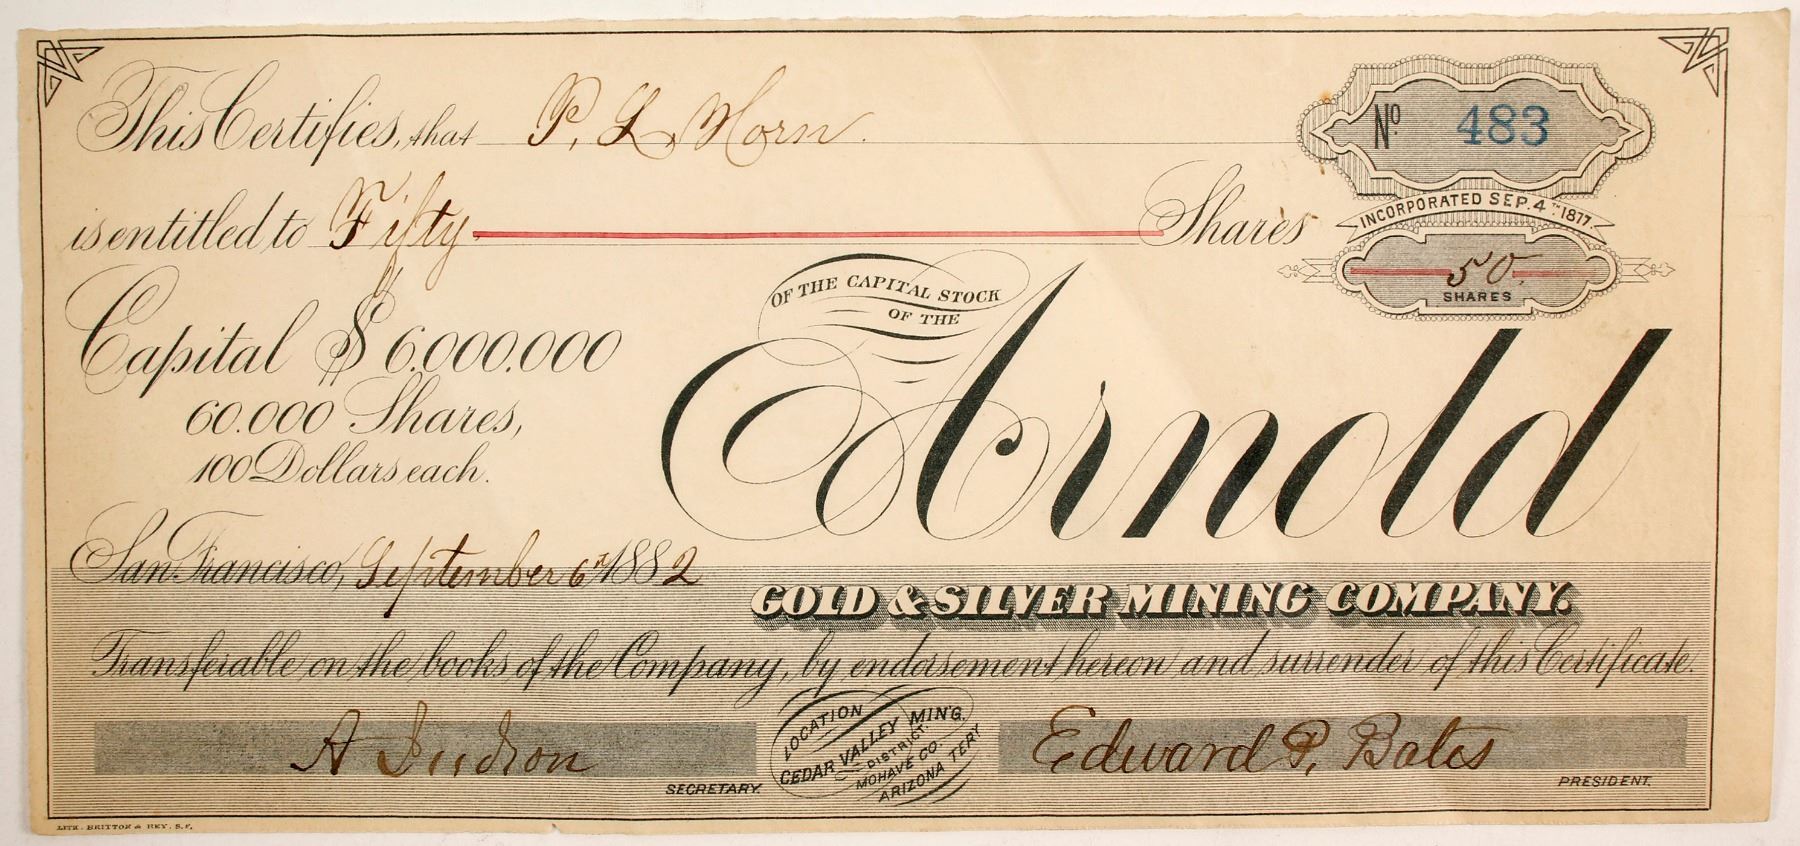 This Certifies, that P. L. Horn.
No. 483
INCORPORATED SEP. 4TH 1817.
is entitled to Fifty Shares
50.
SHARES
OF THE CAPITAL STOCK
OF THE
Capital $ 6.000.000
60.000 Shares,
100 Dollars each.
Arnold
San Francisco, September 6th 1882
GOLD & SILVER MINING COMPANY.
Transferable on the books of the Company, by endorsement hereon and surrender of this Certificate.
A Judson
SECRETARY.
LOCATION
CEDAR VALLEY MIN'G.
DISTRICT.
MOHAVE CO.
ARIZONA TERY
Edward P. Bates
PRESIDENT.
LITH. BRITTON & REY. S.F.